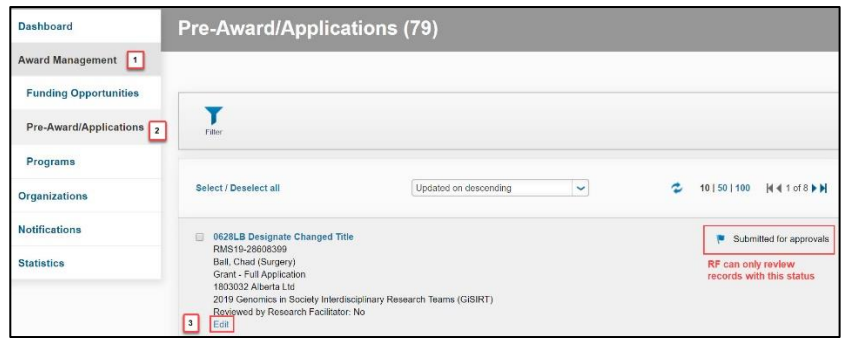 Dashboard
Pre-Award/Applications (79)
Award Management 1
Funding Opportunities
Pre-Award/Applications 2
Filter
Programs
Organizations
Select / Deselect all
Updated on descending
10 | 50 | 100
1 of 8
Notifications
Statistics
0628LB Designate Changed Title
Submitted for approvals
RMS19-28608399
Ball, Chad (Surgery)
RF can only review
records with this status
Grant - Full Application
1803032 Alberta Ltd
2019 Genomics in Society Interdisciplinary Research Teams (GiSIRT)
Reviewed by Research Facilitator: No
3 Edit